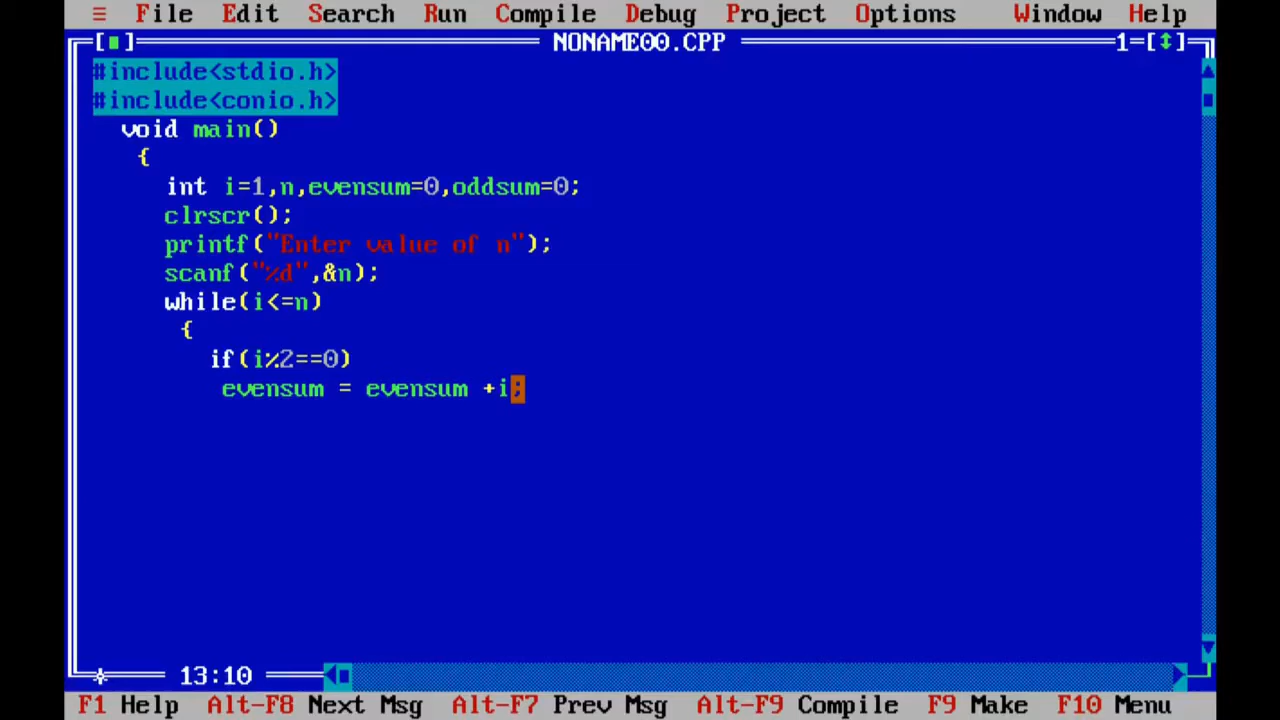 ≡ File Edit Search Run Compile Debug Project Options Window Help
[■] NONAME00.CPP 1=[↕]
#include<stdio.h>
#include<conio.h>
void main()
{
int i=1,n,evensum=0,oddsum=0;
clrscr();
printf("Enter value of n");
scanf("%d",&n);
while(i<=n)
{
if(i%2==0)
evensum = evensum +i;
13:10
F1 Help Alt-F8 Next Msg Alt-F7 Prev Msg Alt-F9 Compile F9 Make F10 Menu